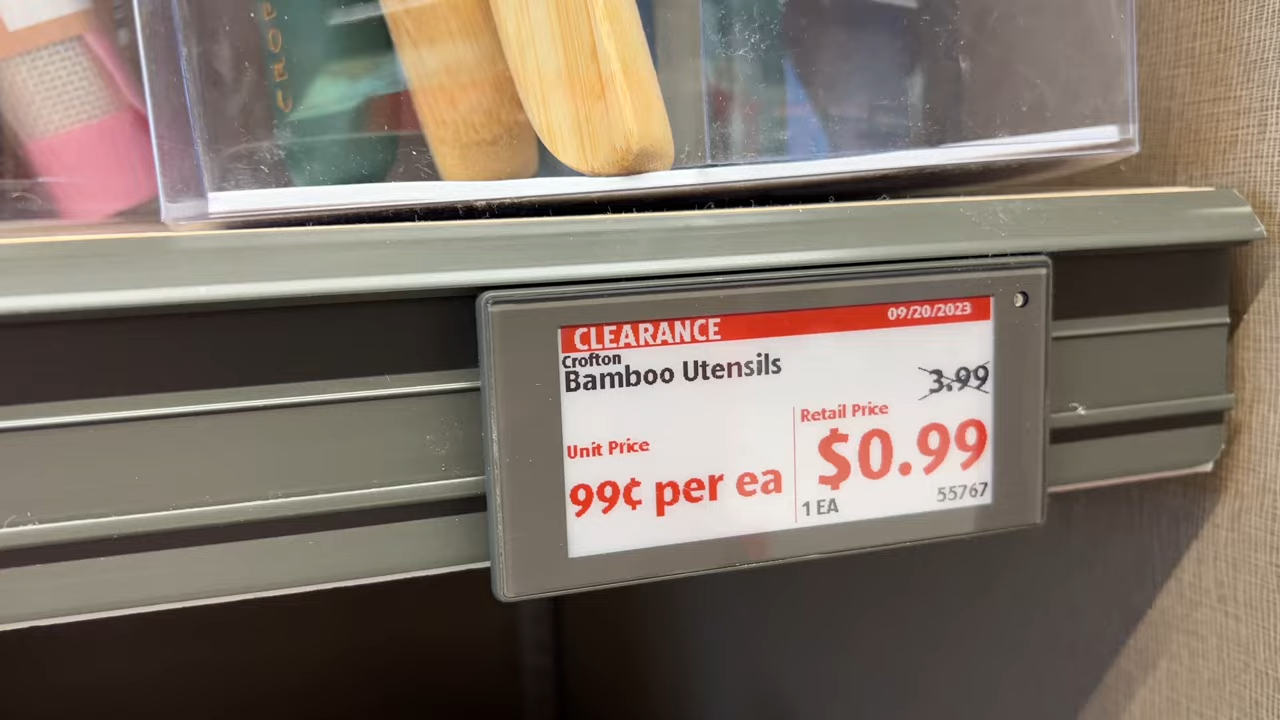 CLEARANCE 09/20/2023
Crofton
Bamboo Utensils
3.99
Unit Price
99¢ per ea
Retail Price
$0.99
1 EA 55767